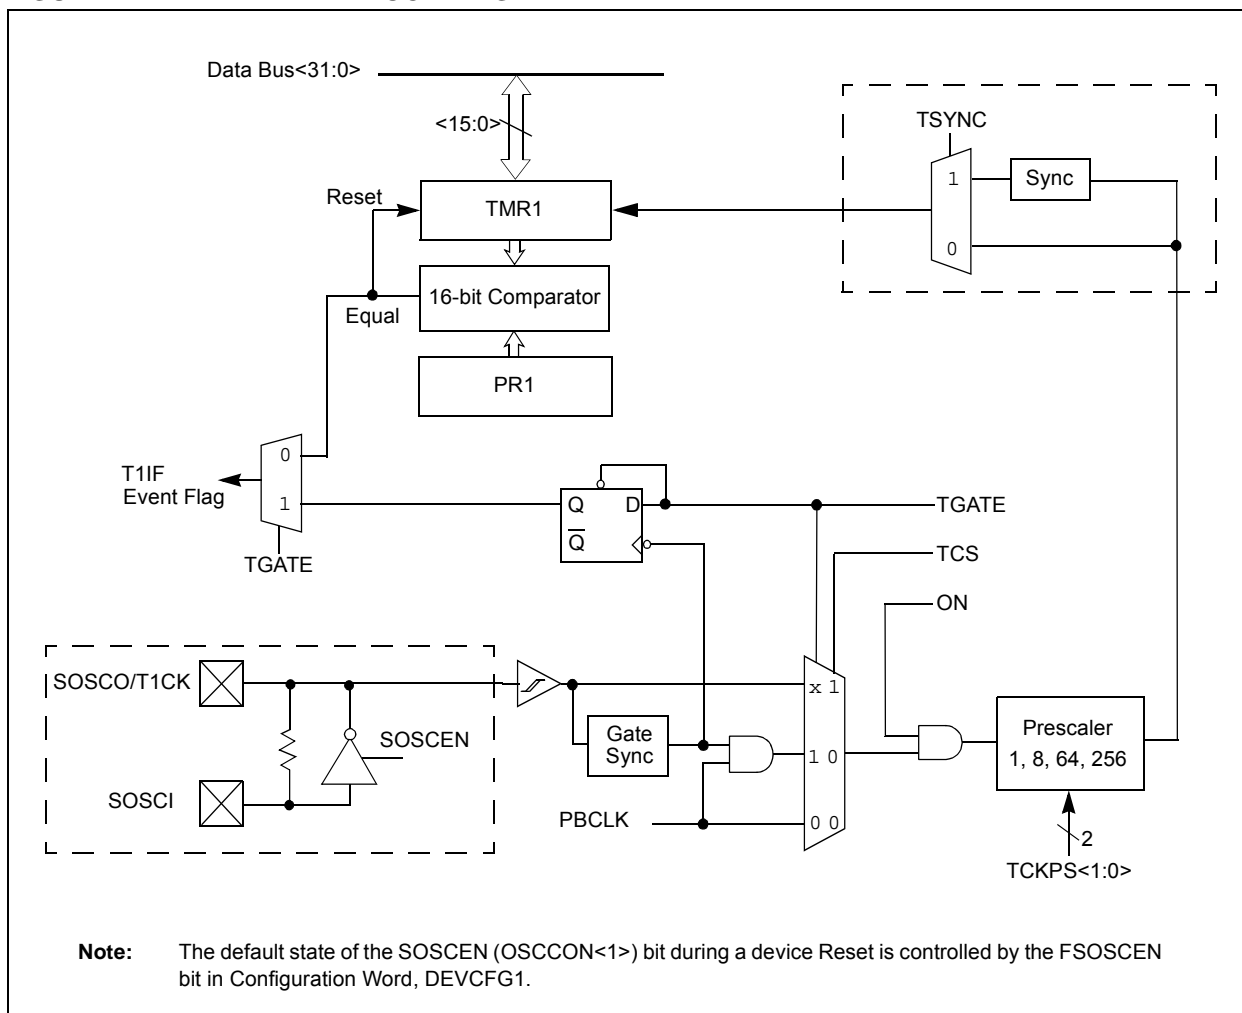 Data Bus<31:0>
<15:0>
TSYNC
1
Sync
Reset
TMR1
0
16-bit Comparator
Equal
PR1
0
T1IF
Event Flag
1
Q
D
TGATE
Q̅
TGATE
TCS
ON
SOSCO/T1CK
x 1
SOSCEN
Gate
Sync
1 0
Prescaler
1, 8, 64, 256
SOSCI
PBCLK
0 0
2
TCKPS<1:0>
Note: The default state of the SOSCEN (OSCCON<1>) bit during a device Reset is controlled by the FSOSCEN
bit in Configuration Word, DEVCFG1.